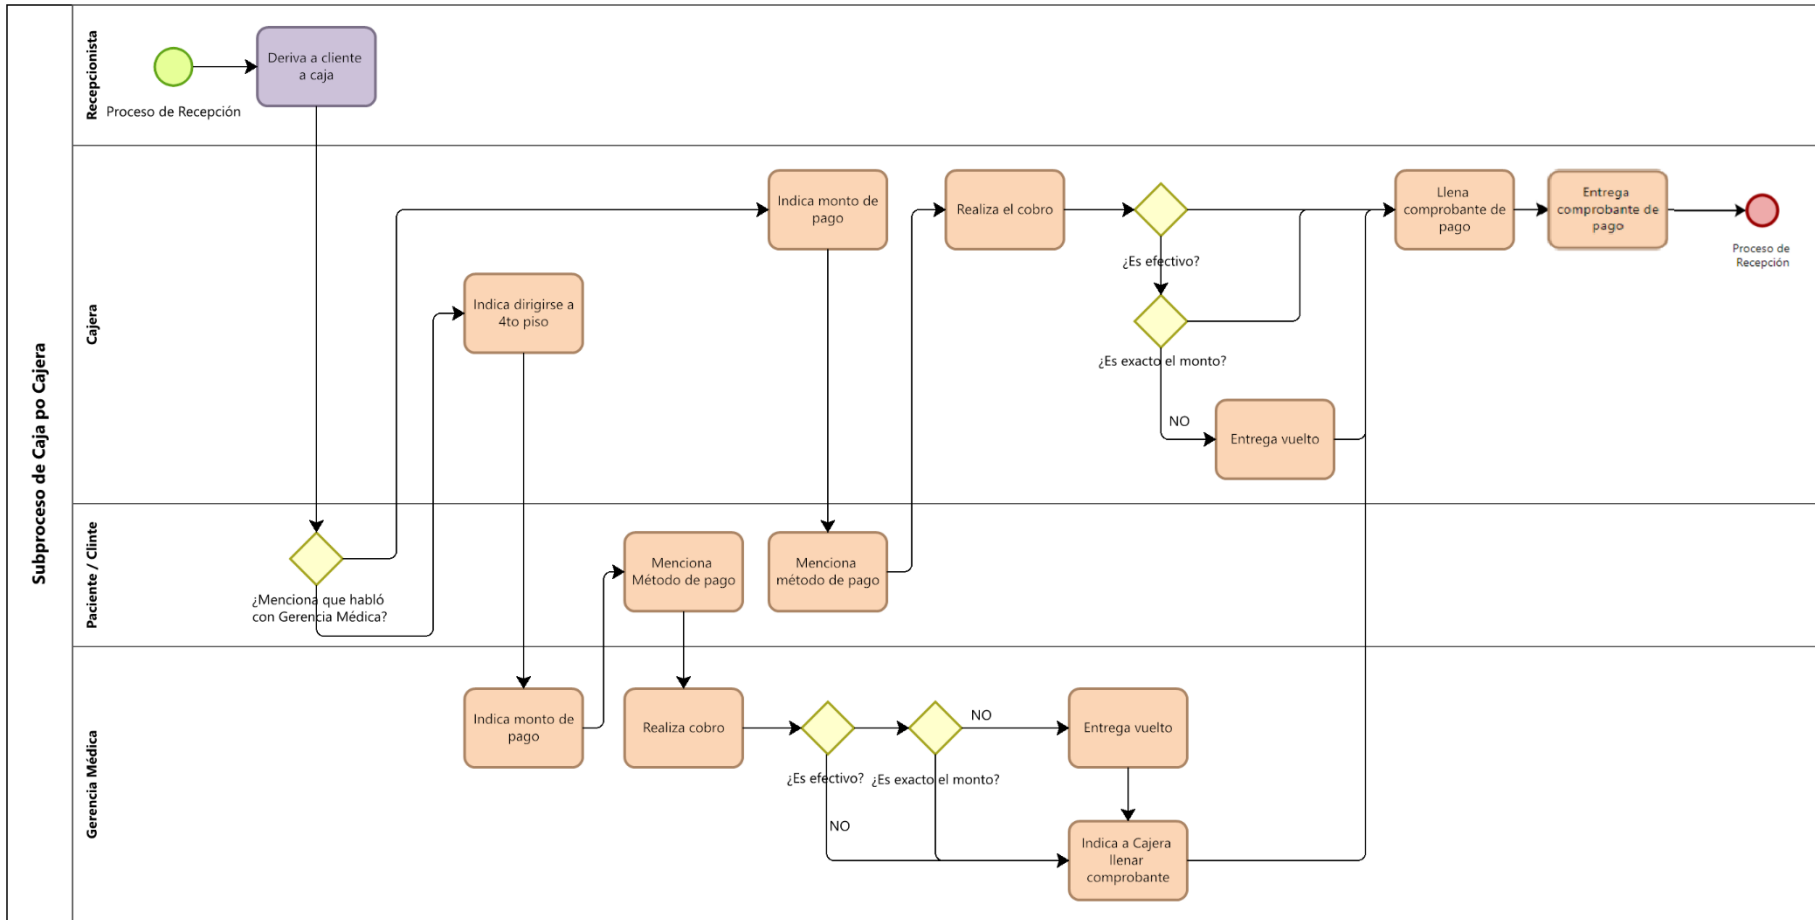 Subproceso de Caja po Cajera
Recepcionista
Proceso de Recepción
Deriva a cliente
a caja
Cajera
Indica dirigirse a
4to piso
Indica monto de
pago
Realiza el cobro
¿Es efectivo?
¿Es exacto el monto?
NO
Entrega vuelto
Llena
comprobante de
pago
Entrega
comprobante de
pago
Proceso de
Recepción
Paciente / Clinte
¿Menciona que habló
con Gerencia Médica?
Menciona
Método de pago
Menciona
método de pago
Gerencia Médica
Indica monto de
pago
Realiza cobro
¿Es efectivo?
NO
¿Es exacto el monto?
NO
Entrega vuelto
Indica a Cajera
llenar
comprobante